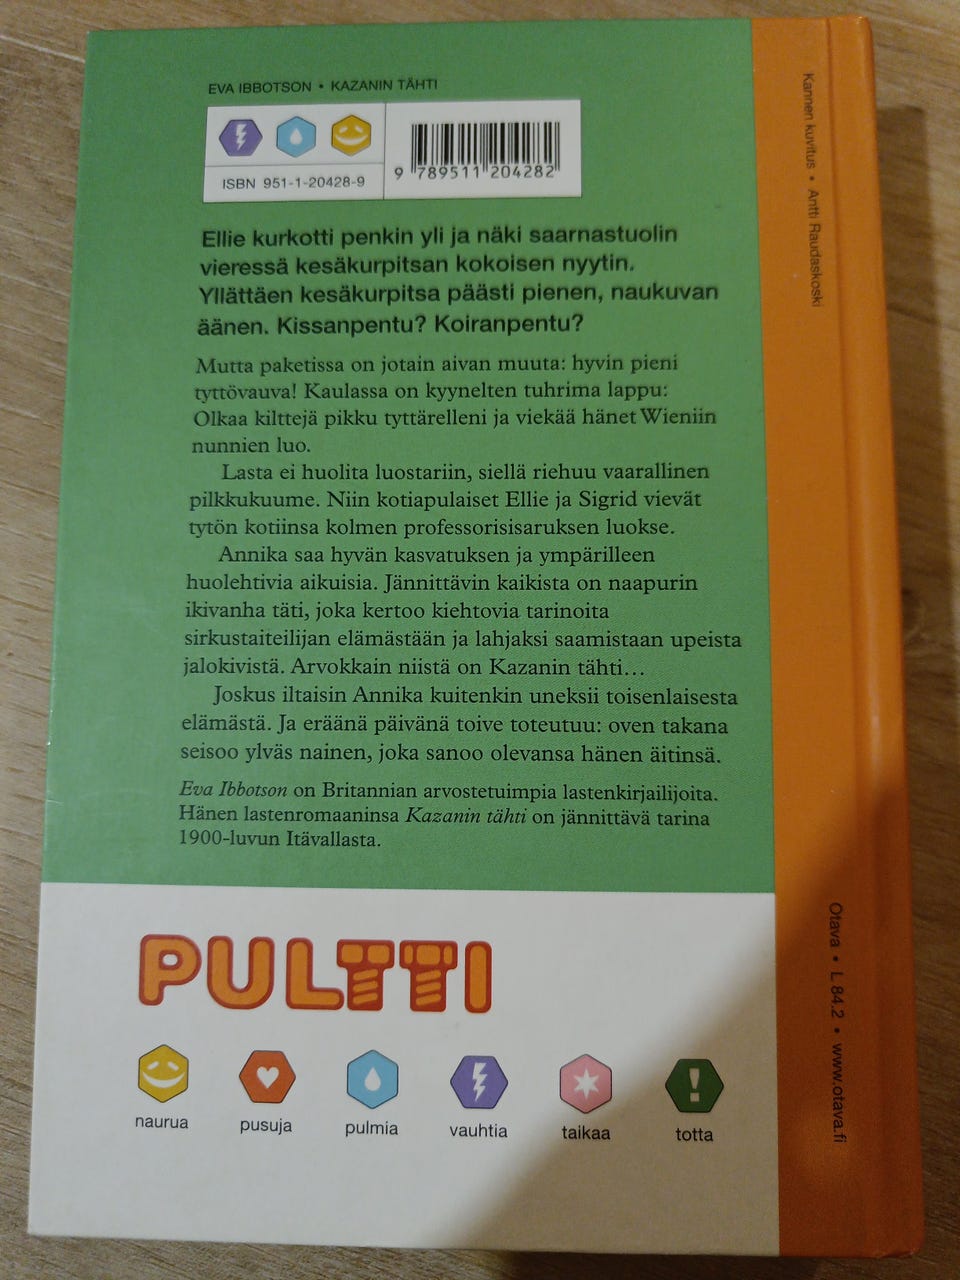 EVA IBBOTSON • KAZANIN TÄHTI
ISBN 951-1-20428-9
9 789511 204282
Ellie kurkotti penkin yli ja näki saarnastuolin
vieressä kesäkurpitsan kokoisen nyytin.
Yllättäen kesäkurpitsa päästi pienen, naukuvan
äänen. Kissanpentu? Koiranpentu?
Mutta paketissa on jotain aivan muuta: hyvin pieni
tyttövauva! Kaulassa on kyynelten tuhrima lappu:
Olkaa kilttejä pikku tyttärelleni ja viekää hänet Wieniin
nunnien luo.
Lasta ei huolita luostariin, siellä riehuu vaarallinen
pilkkukuume. Niin kotiapulaiset Ellie ja Sigrid vievät
tytön kotiinsa kolmen professorisisaruksen luokse.
Annika saa hyvän kasvatuksen ja ympärilleen
huolehtivia aikuisia. Jännittävin kaikista on naapurin
ikivanha täti, joka kertoo kiehtovia tarinoita
sirkustaiteilijan elämästään ja lahjaksi saamistaan upeista
jalokivistä. Arvokkain niistä on Kazanin tähti...
Joskus iltaisin Annika kuitenkin uneksii toisenlaisesta
elämästä. Ja eräänä päivänä toive toteutuu: oven takana
seisoo ylväs nainen, joka sanoo olevansa hänen äitinsä.
Eva Ibbotson on Britannian arvostetuimpia lastenkirjailijoita.
Hänen lastenromaaninsa Kazanin tähti on jännittävä tarina
1900-luvun Itävallasta.
PULTTI
naurua
pusuja
pulmia
vauhtia
taikaa
totta
Kannen kuvitus • Antti Raudaskoski
Otava • L 84.2 • www.otava.fi